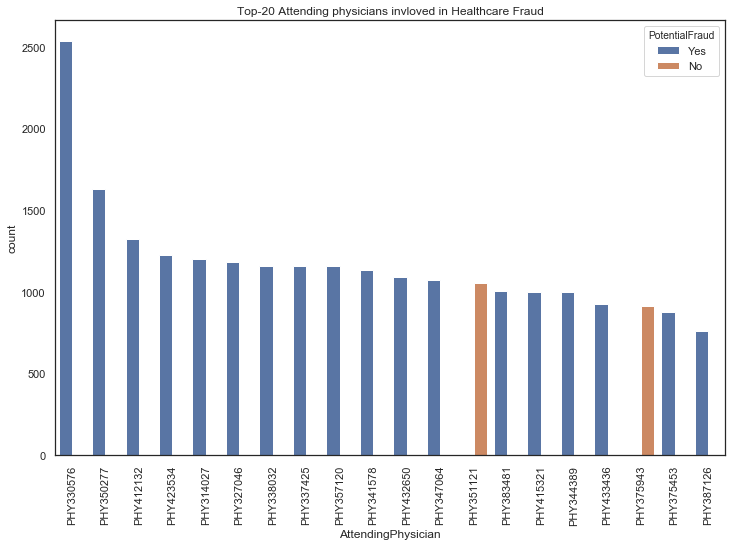 Top-20 Attending physicians invloved in Healthcare Fraud
PotentialFraud
Yes
No
2500
2000
1500
1000
500
0
count
PHY330576
PHY350277
PHY412132
PHY423534
PHY314027
PHY327046
PHY338032
PHY337425
PHY357120
PHY341578
PHY432650
PHY347064
PHY351121
PHY383481
PHY415321
PHY344389
PHY433436
PHY375943
PHY375453
PHY387126
AttendingPhysician